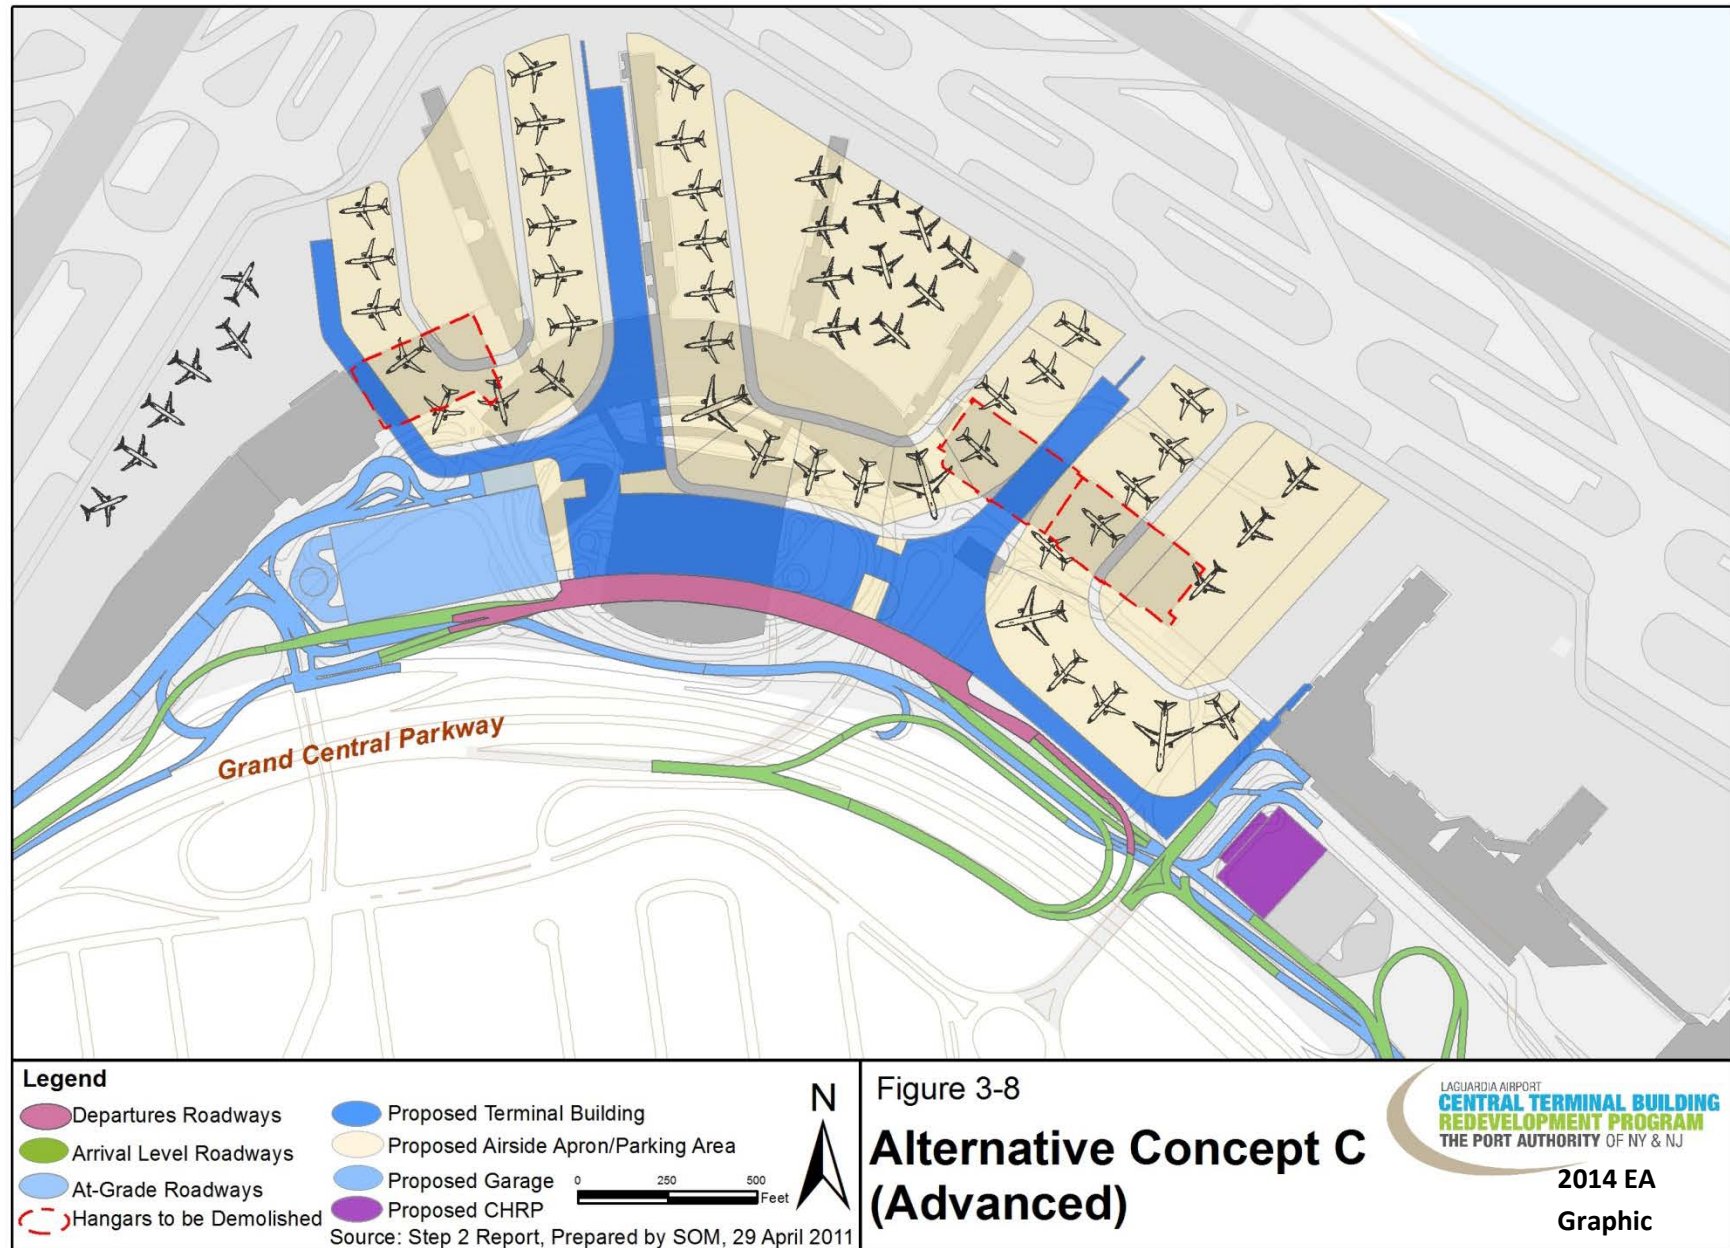 Grand Central Parkway
Legend
Departures Roadways
Arrival Level Roadways
At-Grade Roadways
Hangars to be Demolished
Proposed Terminal Building
Proposed Airside Apron/Parking Area
Proposed Garage
Proposed CHRP
0 250 500
Feet
N
Source: Step 2 Report, Prepared by SOM, 29 April 2011
Figure 3-8
Alternative Concept C
(Advanced)
LAGUARDIA AIRPORT
CENTRAL TERMINAL BUILDING
REDEVELOPMENT PROGRAM
THE PORT AUTHORITY OF NY & NJ
2014 EA
Graphic